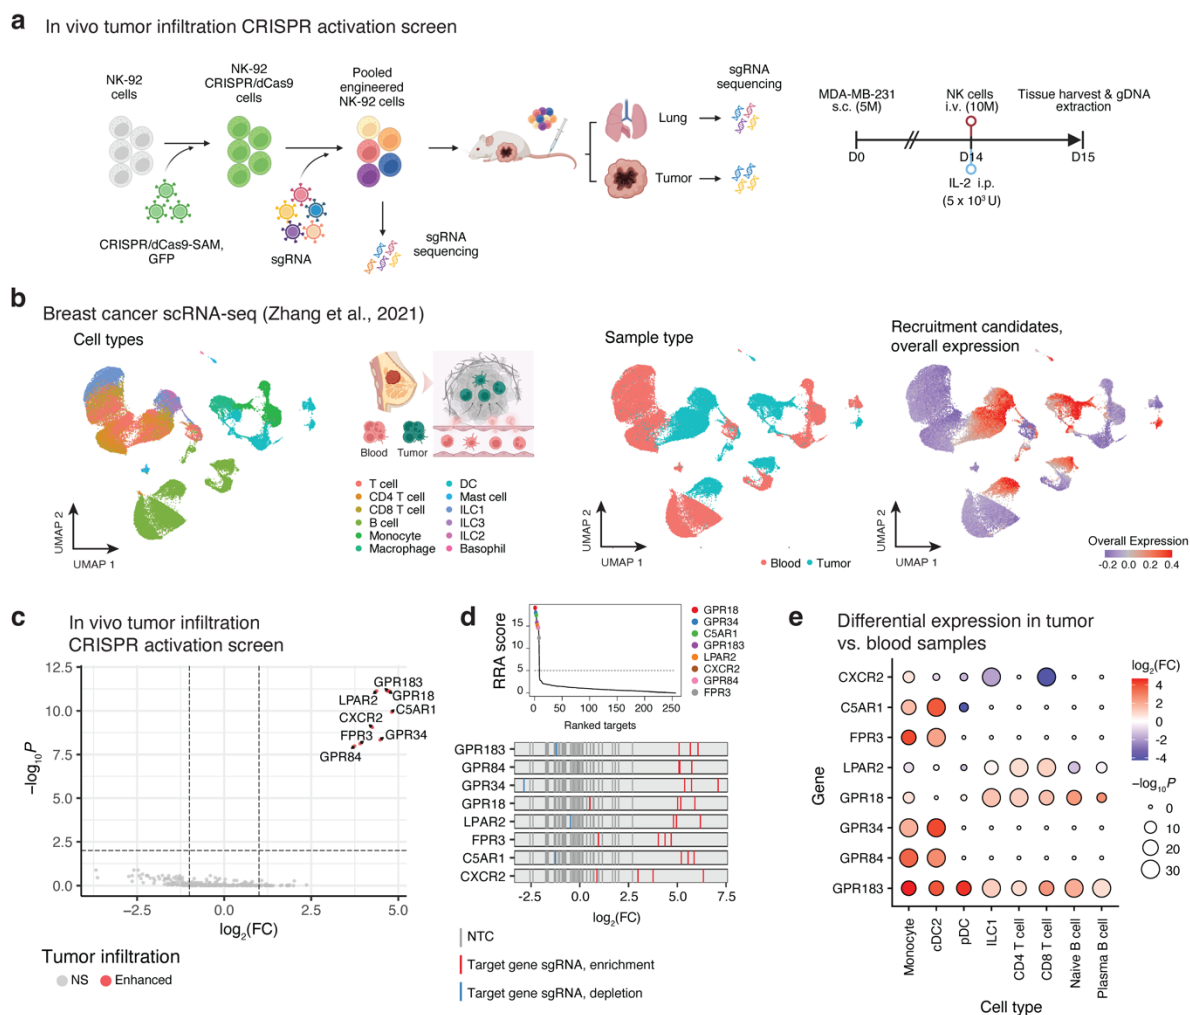 a In vivo tumor infiltration CRISPR activation screen
NK-92
cells
NK-92
CRISPR/dCas9
cells
Pooled
engineered
NK-92 cells
CRISPR/dCas9-SAM,
GFP
sgRNA
sgRNA
sequencing
Lung
Tumor
sgRNA
sequencing
MDA-MB-231
s.c. (5M)
NK cells
i.v. (10M)
Tissue harvest & gDNA
extraction
D0
D14
D15
IL-2 i.p.
(5 x 10³ U)
b Breast cancer scRNA-seq (Zhang et al., 2021)
Cell types
UMAP 2
UMAP 1
Blood Tumor
T cell
CD4 T cell
CD8 T cell
B cell
Monocyte
Macrophage
DC
Mast cell
ILC1
ILC3
ILC2
Basophil
Sample type
UMAP 2
UMAP 1
Blood Tumor
Recruitment candidates,
overall expression
UMAP 2
UMAP 1
Overall Expression
-0.2 0.0 0.2 0.4
c In vivo tumor infiltration
CRISPR activation screen
12.5
10.0
7.5
5.0
2.5
0.0
−log₁₀P
GPR183
LPAR2 GPR18
C5AR1
CXCR2
FPR3 GPR34
GPR84
−2.5 0.0 2.5 5.0
log₂(FC)
Tumor infiltration
NS Enhanced
d
RRA score
15
10
5
0
0 50 100 150 200 250
Ranked targets
GPR18
GPR34
C5AR1
GPR183
LPAR2
CXCR2
GPR84
FPR3
GPR183
GPR84
GPR34
GPR18
LPAR2
FPR3
C5AR1
CXCR2
-2.5 0.0 2.5 5.0 7.5
log₂(FC)
NTC
Target gene sgRNA, enrichment
Target gene sgRNA, depletion
e Differential expression in tumor
vs. blood samples
Gene
CXCR2
C5AR1
FPR3
LPAR2
GPR18
GPR34
GPR84
GPR183
Monocyte
cDC2
pDC
ILC1
CD4 T cell
CD8 T cell
Naive B cell
Plasma B cell
Cell type
log₂(FC)
4
2
0
-2
-4
−log₁₀P
0
10
20
30